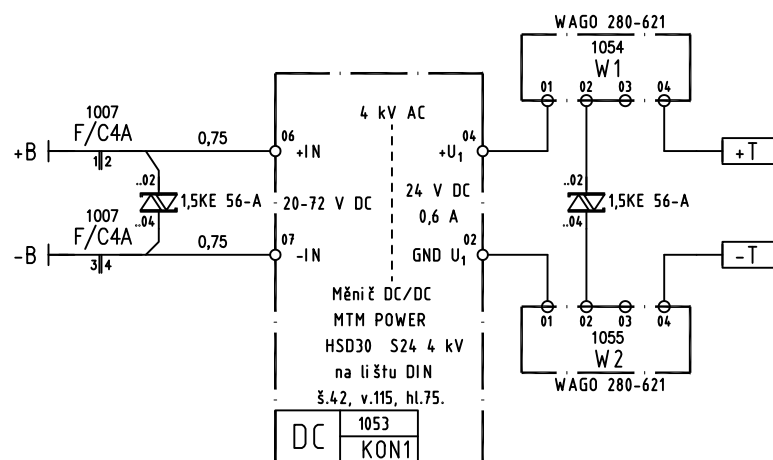 WAGO 280-621
1054
W1
01 02 03 04
1007
F/C4A
+B
1 2
0,75
06
+IN
4 kV AC
04
+U1
+T
..02
..04
1,5KE 56-A
20-72 V DC
24 V DC
0,6 A
..02
..04
1,5KE 56-A
1007
F/C4A
-B
3 4
0,75
07
-IN
02
GND U1
-T
Měnič DC/DC
MTM POWER
HSD30 S24 4 kV
na lištu DIN
š.42, v.115, hl.75.
01 02 03 04
1055
W2
WAGO 280-621
DC
1053
KON1